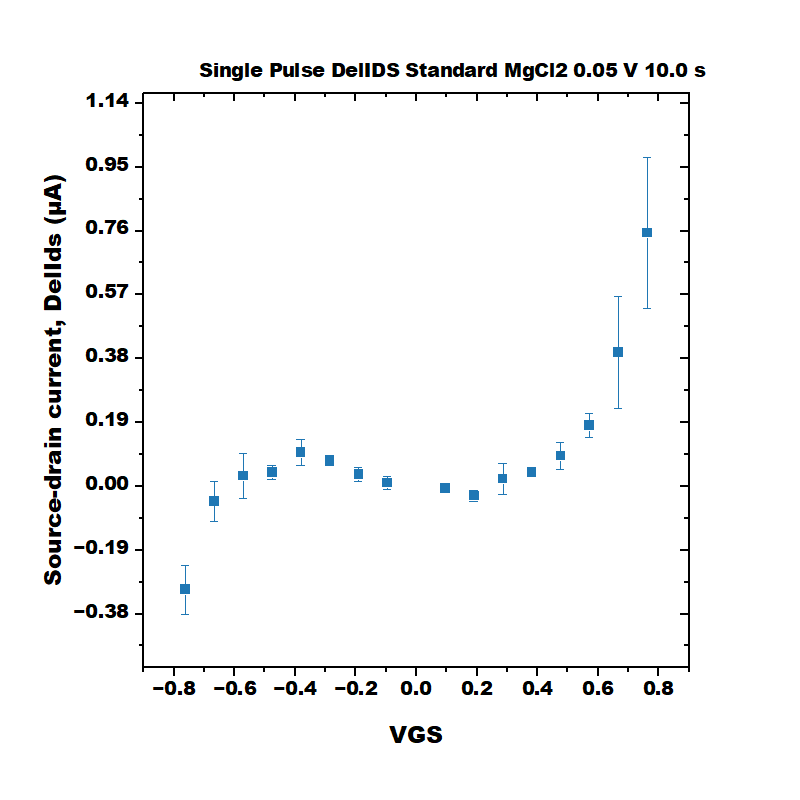 Single Pulse DelIDS Standard MgCl2 0.05 V 10.0 s
1.14
0.95
0.76
0.57
0.38
0.19
0.00
−0.19
−0.38
Source-drain current, DelIds (μA)
−0.8 −0.6 −0.4 −0.2 0.0 0.2 0.4 0.6 0.8
VGS